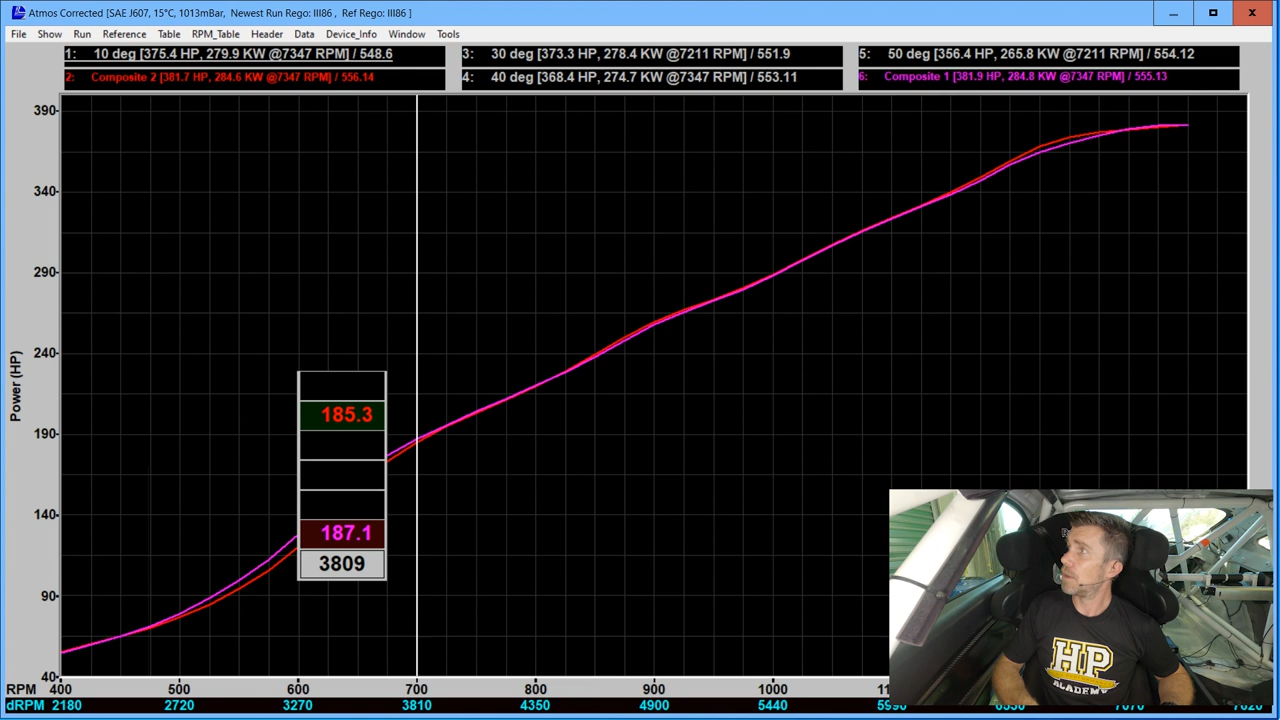 Atmos Corrected [SAE J607, 15°C, 1013mBar, Newest Run Rego: III86 , Ref Rego: III86 ]
File Show Run Reference Table RPM_Table Header Data Device_Info Window Tools
1: 10 deg [375.4 HP, 279.9 KW @7347 RPM] / 548.6
3: 30 deg [373.3 HP, 278.4 KW @7211 RPM] / 551.9
5: 50 deg [356.4 HP, 265.8 KW @7211 RPM] / 554.12
2: Composite 2 [381.7 HP, 284.6 KW @7347 RPM] / 556.14
4: 40 deg [368.4 HP, 274.7 KW @7347 RPM] / 553.11
6: Composite 1 [381.9 HP, 284.8 KW @7347 RPM] / 555.13
390
340
290
240
190
140
90
40
Power (HP)
185.3
187.1
3809
RPM 400 500 600 700 800 900 1000
dRPM 2180 2720 3270 3810 4350 4900 5440
HP
ACADEMY